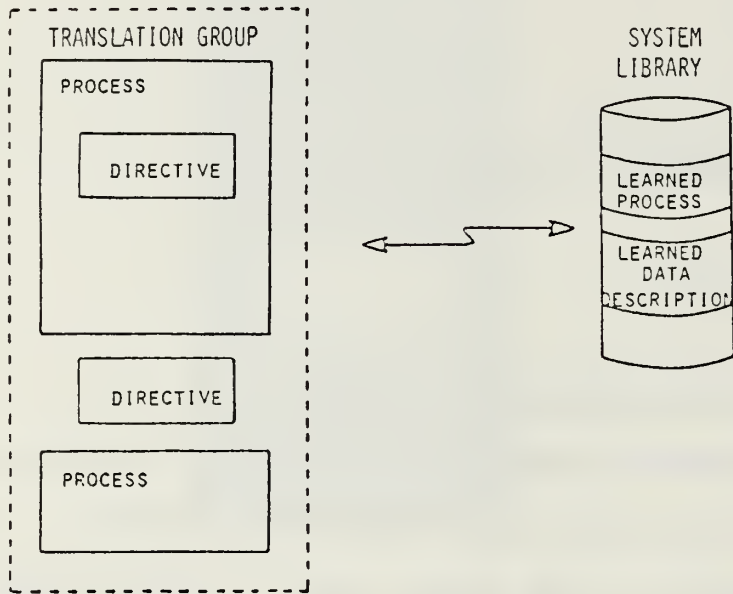 TRANSLATION GROUP
PROCESS
DIRECTIVE
DIRECTIVE
PROCESS
SYSTEM
LIBRARY
LEARNED
PROCESS
LEARNED
DATA
DESCRIPTION